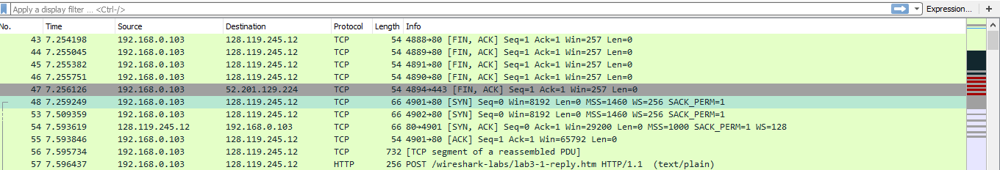 Apply a display filter ... <Ctrl-/> Expression... +
No. Time Source Destination Protocol Length Info
43 7.254198 192.168.0.103 128.119.245.12 TCP 54 4888→80 [FIN, ACK] Seq=1 Ack=1 Win=257 Len=0
44 7.255045 192.168.0.103 128.119.245.12 TCP 54 4889→80 [FIN, ACK] Seq=1 Ack=1 Win=257 Len=0
45 7.255382 192.168.0.103 128.119.245.12 TCP 54 4891→80 [FIN, ACK] Seq=1 Ack=1 Win=257 Len=0
46 7.255751 192.168.0.103 128.119.245.12 TCP 54 4890→80 [FIN, ACK] Seq=1 Ack=1 Win=257 Len=0
47 7.256126 192.168.0.103 52.201.129.224 TCP 54 4894→443 [FIN, ACK] Seq=1 Ack=1 Win=257 Len=0
48 7.259249 192.168.0.103 128.119.245.12 TCP 66 4901→80 [SYN] Seq=0 Win=8192 Len=0 MSS=1460 WS=256 SACK_PERM=1
53 7.509359 192.168.0.103 128.119.245.12 TCP 66 4902→80 [SYN] Seq=0 Win=8192 Len=0 MSS=1460 WS=256 SACK_PERM=1
54 7.593619 128.119.245.12 192.168.0.103 TCP 66 80→4901 [SYN, ACK] Seq=0 Ack=1 Win=29200 Len=0 MSS=1000 SACK_PERM=1 WS=128
55 7.593846 192.168.0.103 128.119.245.12 TCP 54 4901→80 [ACK] Seq=1 Ack=1 Win=65792 Len=0
56 7.595734 192.168.0.103 128.119.245.12 TCP 732 [TCP segment of a reassembled PDU]
57 7.596437 192.168.0.103 128.119.245.12 HTTP 256 POST /wireshark-labs/lab3-1-reply.htm HTTP/1.1 (text/plain)